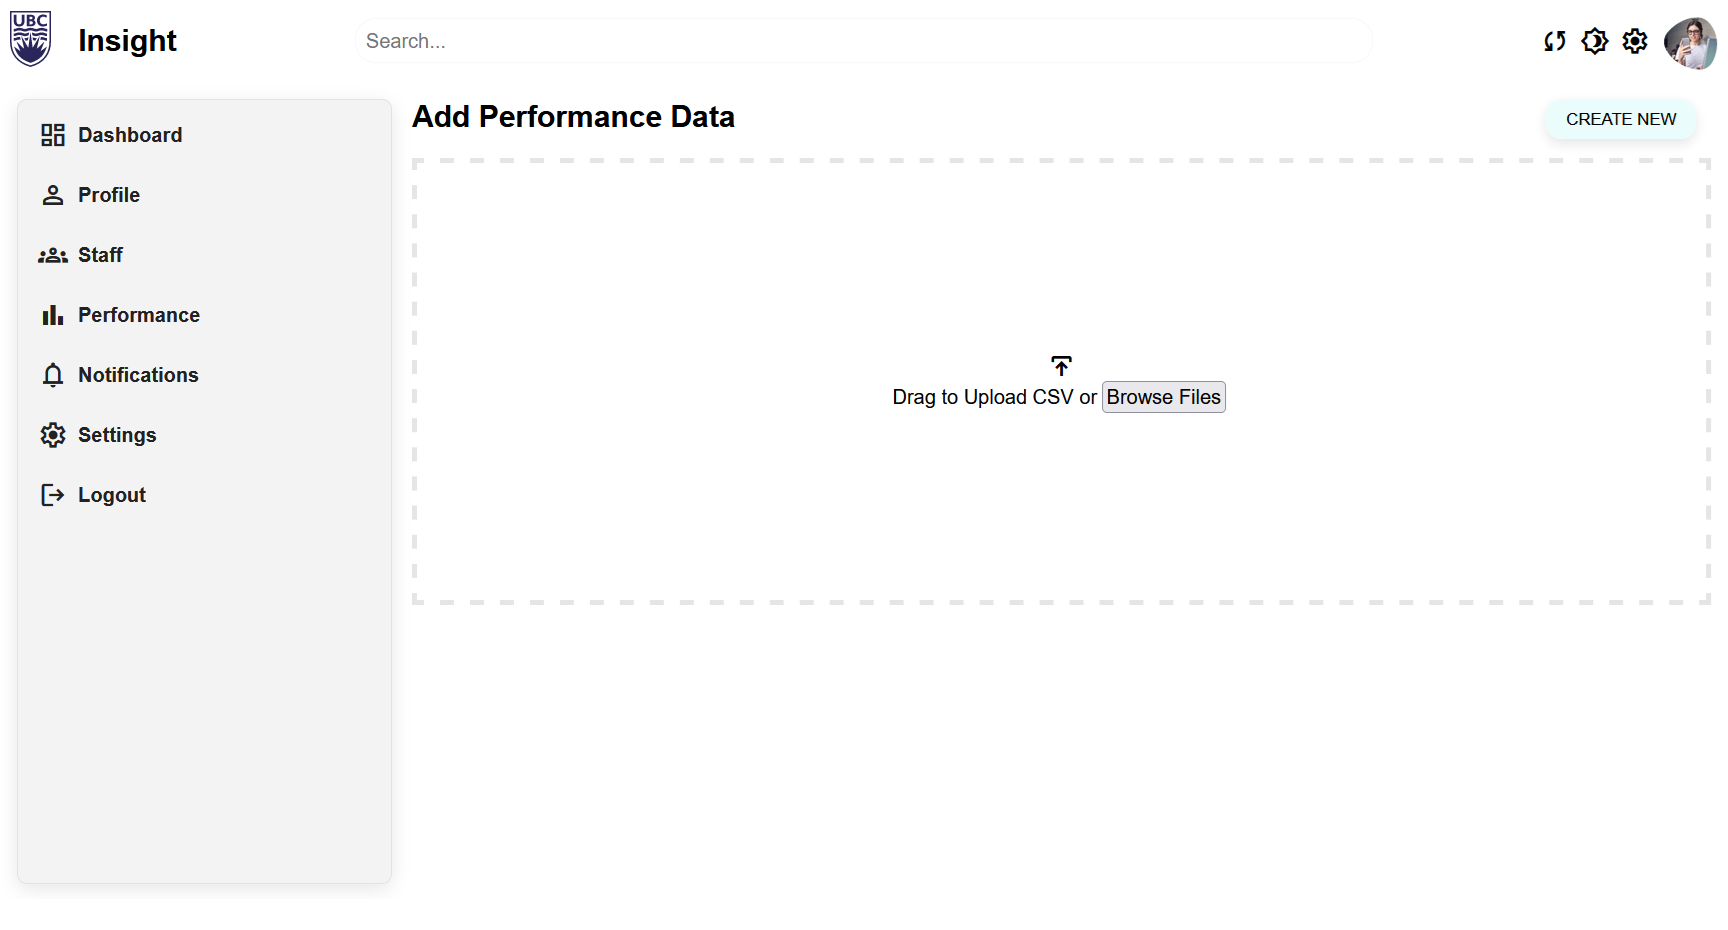 UBC
Insight
Search...
Dashboard
Profile
Staff
Performance
Notifications
Settings
Logout
Add Performance Data
CREATE NEW
Drag to Upload CSV or Browse Files